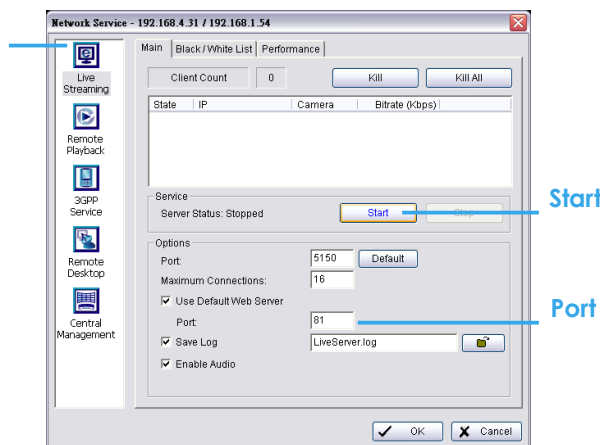 Network Service - 192.168.4.31 / 192.168.1.54
Live
Streaming
Remote
Playback
3GPP
Service
Remote
Desktop
Central
Management
Main Black / White List Performance
Client Count 0 Kill Kill All
State IP Camera Bitrate (Kbps)
Service
Server Status: Stopped Start Stop
Start
Options
Port: 5150 Default
Maximum Connections: 16
Use Default Web Server
Port: 81
Port
Save Log LiveServer.log
Enable Audio
OK Cancel